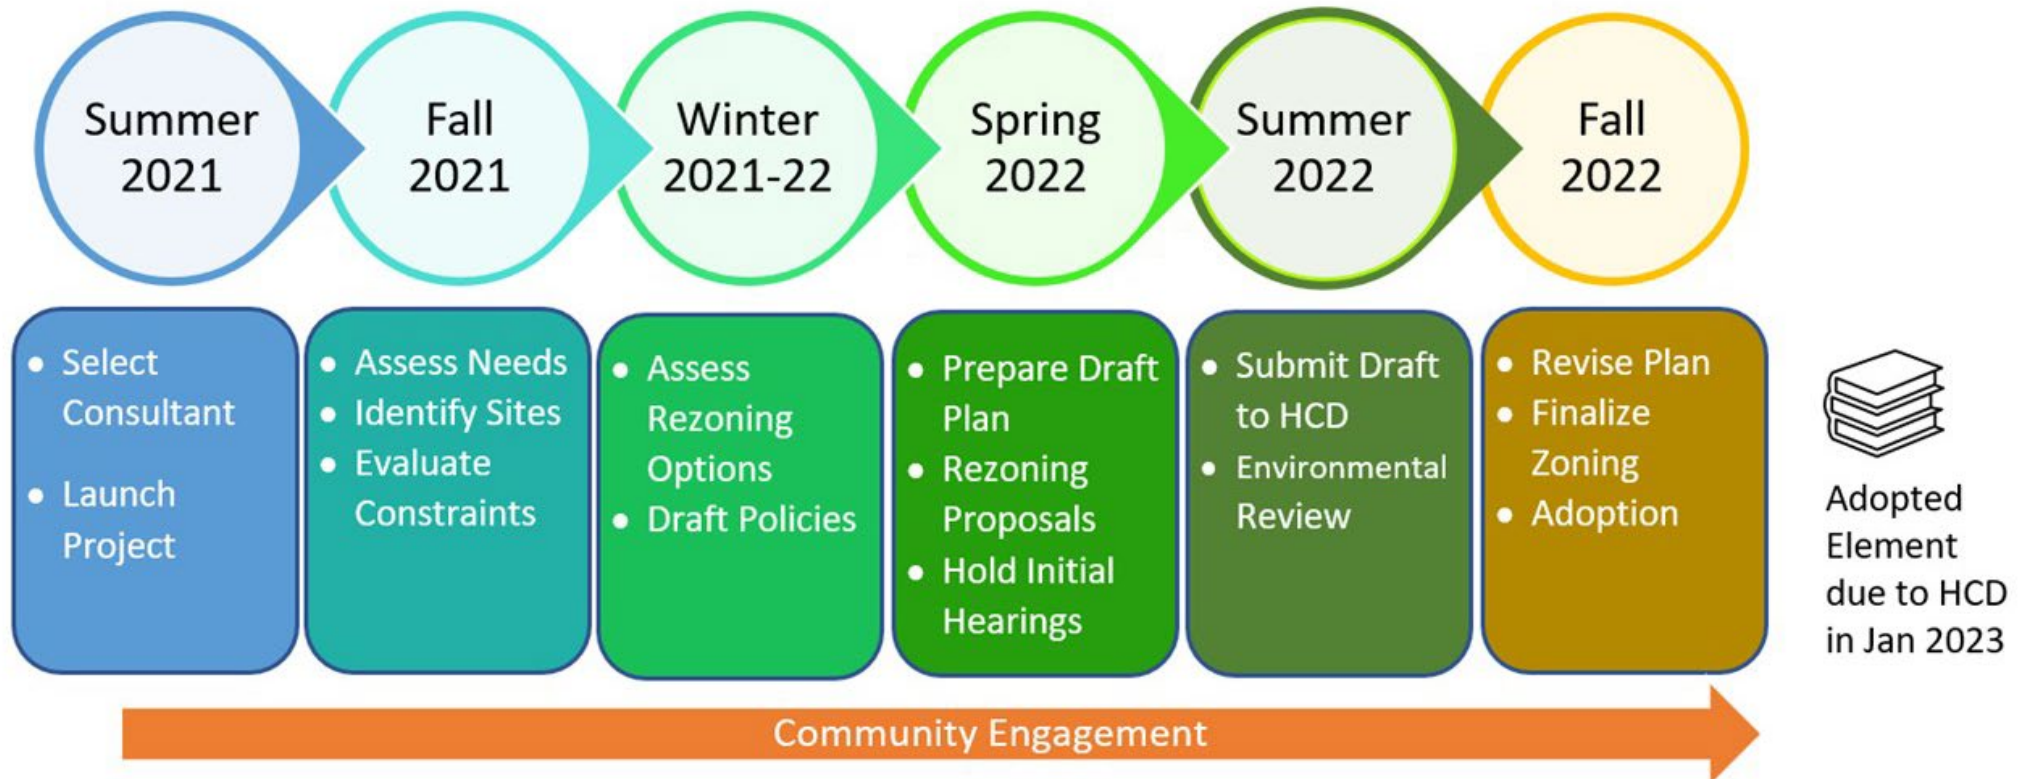 Summer
2021
Fall
2021
Winter
2021-22
Spring
2022
Summer
2022
Fall
2022
• Select
Consultant
• Launch
Project
• Assess Needs
• Identify Sites
• Evaluate
Constraints
• Assess
Rezoning
Options
• Draft Policies
• Prepare Draft
Plan
• Rezoning
Proposals
• Hold Initial
Hearings
• Submit Draft
to HCD
• Environmental
Review
• Revise Plan
• Finalize
Zoning
• Adoption
Adopted
Element
due to HCD
in Jan 2023
Community Engagement